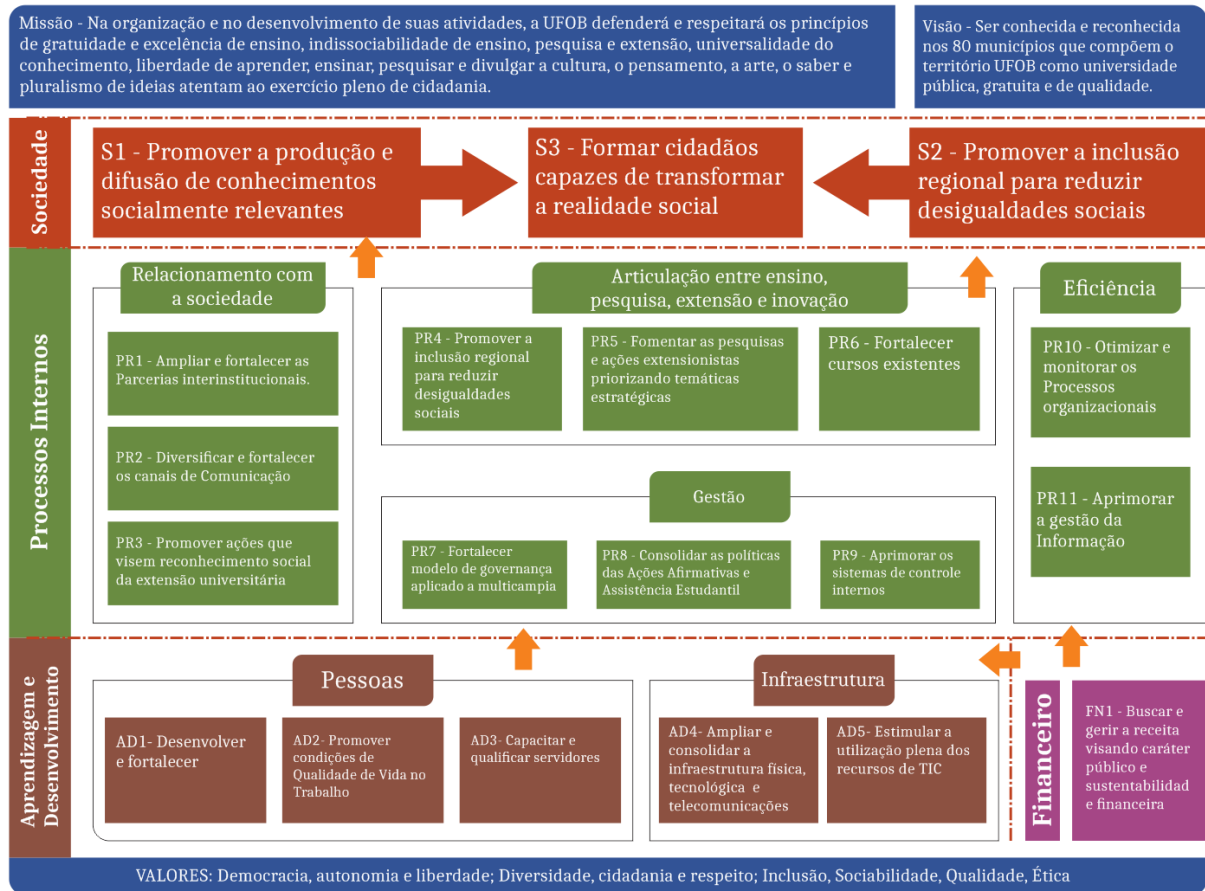 Missão - Na organização e no desenvolvimento de suas atividades, a UFOB defenderá e respeitará os princípios
de gratuidade e excelência de ensino, indissociabilidade de ensino, pesquisa e extensão, universalidade do
conhecimento, liberdade de aprender, ensinar, pesquisar e divulgar a cultura, o pensamento, a arte, o saber e
pluralismo de ideias atentam ao exercício pleno de cidadania.
Visão - Ser conhecida e reconhecida
nos 80 municípios que compõem o
território UFOB como universidade
pública, gratuita e de qualidade.
Sociedade
S1 - Promover a produção e
difusão de conhecimentos
socialmente relevantes
S3 - Formar cidadãos
capazes de transformar
a realidade social
S2 - Promover a inclusão
regional para reduzir
desigualdades sociais
Processos Internos
Relacionamento com
a sociedade
PR1 - Ampliar e fortalecer as
Parcerias interinstitucionais.
PR2 - Diversificar e fortalecer
os canais de Comunicação
PR3 - Promover ações que
visem reconhecimento social
da extensão universitária
Articulação entre ensino,
pesquisa, extensão e inovação
PR4 - Promover a
inclusão regional
para reduzir
desigualdades
sociais
PR5 - Fomentar as pesquisas
e ações extensionistas
priorizando temáticas
estratégicas
PR6 - Fortalecer
cursos existentes
Gestão
PR7 - Fortalecer
modelo de governança
aplicado a multicampia
PR8 - Consolidar as políticas
das Ações Afirmativas e
Assistência Estudantil
PR9 - Aprimorar os
sistemas de controle
internos
Eficiência
PR10 - Otimizar e
monitorar os
Processos
organizacionais
PR11 - Aprimorar
a gestão da
Informação
Aprendizagem e
Desenvolvimento
Pessoas
AD1- Desenvolver
e fortalecer
AD2- Promover
condições de
Qualidade de Vida no
Trabalho
AD3- Capacitar e
qualificar servidores
Infraestrutura
AD4- Ampliar e
consolidar a
infraestrutura física,
tecnológica e
telecomunicações
AD5- Estimular a
utilização plena dos
recursos de TIC
Financeiro
FN1 - Buscar e
gerir a receita
visando caráter
público e
sustentabilidad
e financeira
VALORES: Democracia, autonomia e liberdade; Diversidade, cidadania e respeito; Inclusão, Sociabilidade, Qualidade, Ética